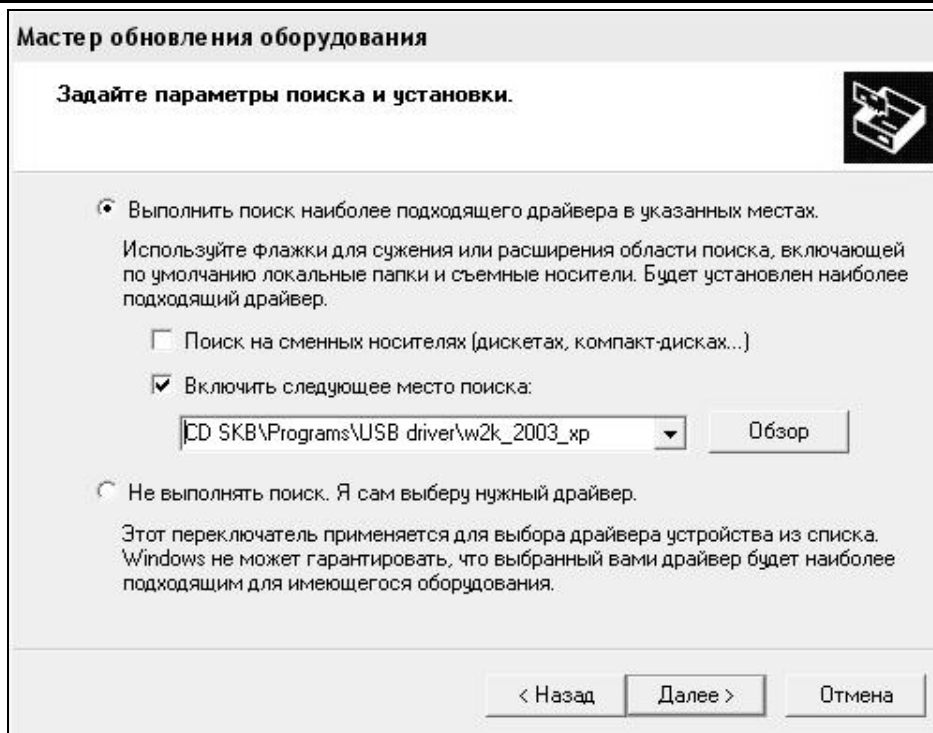 Мастер обновления оборудования
Задайте параметры поиска и установки.
Выполнить поиск наиболее подходящего драйвера в указанных местах.
Используйте флажки для сужения или расширения области поиска, включающей
по умолчанию локальные папки и съемные носители. Будет установлен наиболее
подходящий драйвер.
Поиск на сменных носителях (дискетах, компакт-дисках...)
Включить следующее место поиска:
CD SKB\Programs\USB driver\w2k_2003_xp
Обзор
Не выполнять поиск. Я сам выберу нужный драйвер.
Этот переключатель применяется для выбора драйвера устройства из списка.
Windows не может гарантировать, что выбранный вами драйвер будет наиболее
подходящим для имеющегося оборудования.
< Назад Далее > Отмена